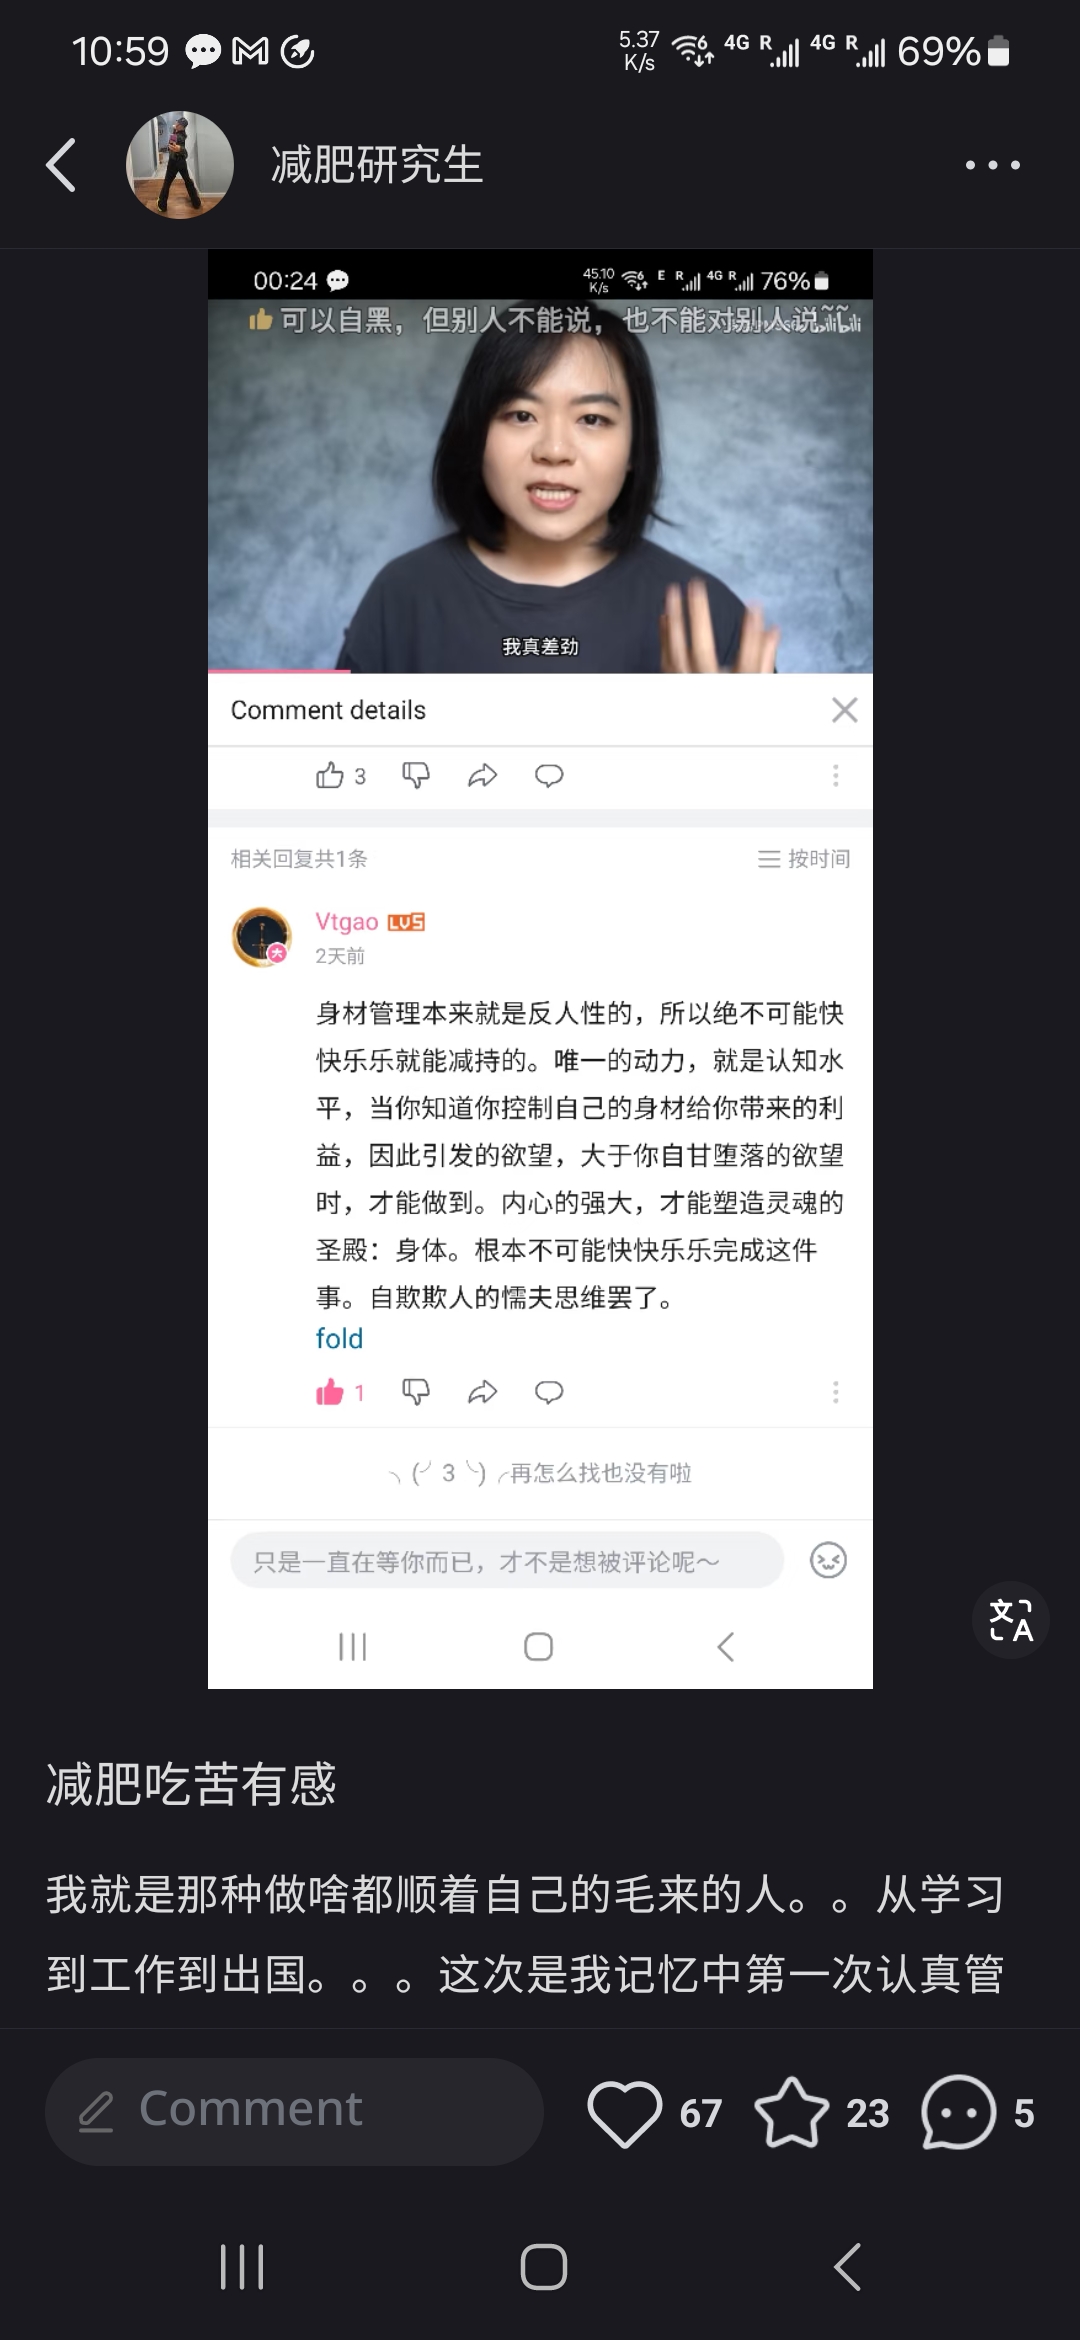 10:59
5.37
K/s
6
4G R
4G R
69%
减肥研究生
00:24
45.10
K/s
6
E R
4G R
76%
可以自黑，但别人不能说，也不能对别人说~~
bilibili
我真差劲
Comment details
3
相关回复共1条
按时间
Vtgao LV5
大
2天前
身材管理本来就是反人性的，所以绝不可能快
快乐乐就能减持的。唯一的动力，就是认知水
平，当你知道你控制自己的身材给你带来的利
益，因此引发的欲望，大于你自甘堕落的欲望
时，才能做到。内心的强大，才能塑造灵魂的
圣殿：身体。根本不可能快快乐乐完成这件
事。自欺欺人的懦夫思维罢了。
fold
1
╮(╯3╰)╭再怎么找也没有啦
只是一直在等你而已，才不是想被评论呢～
文A
减肥吃苦有感
我就是那种做啥都顺着自己的毛来的人。。从学习
到工作到出国。。。这次是我记忆中第一次认真管
Comment
67
23
5